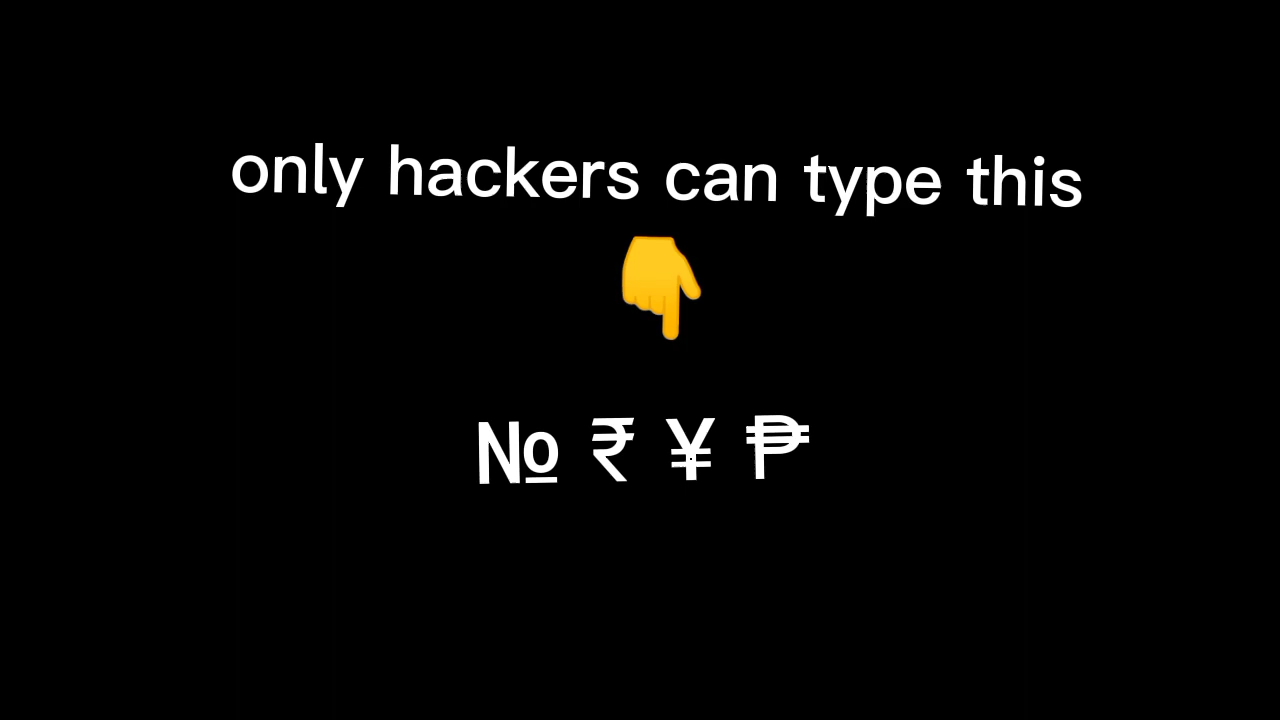 only hackers can type this
👇
№ ₹ ¥ ₱